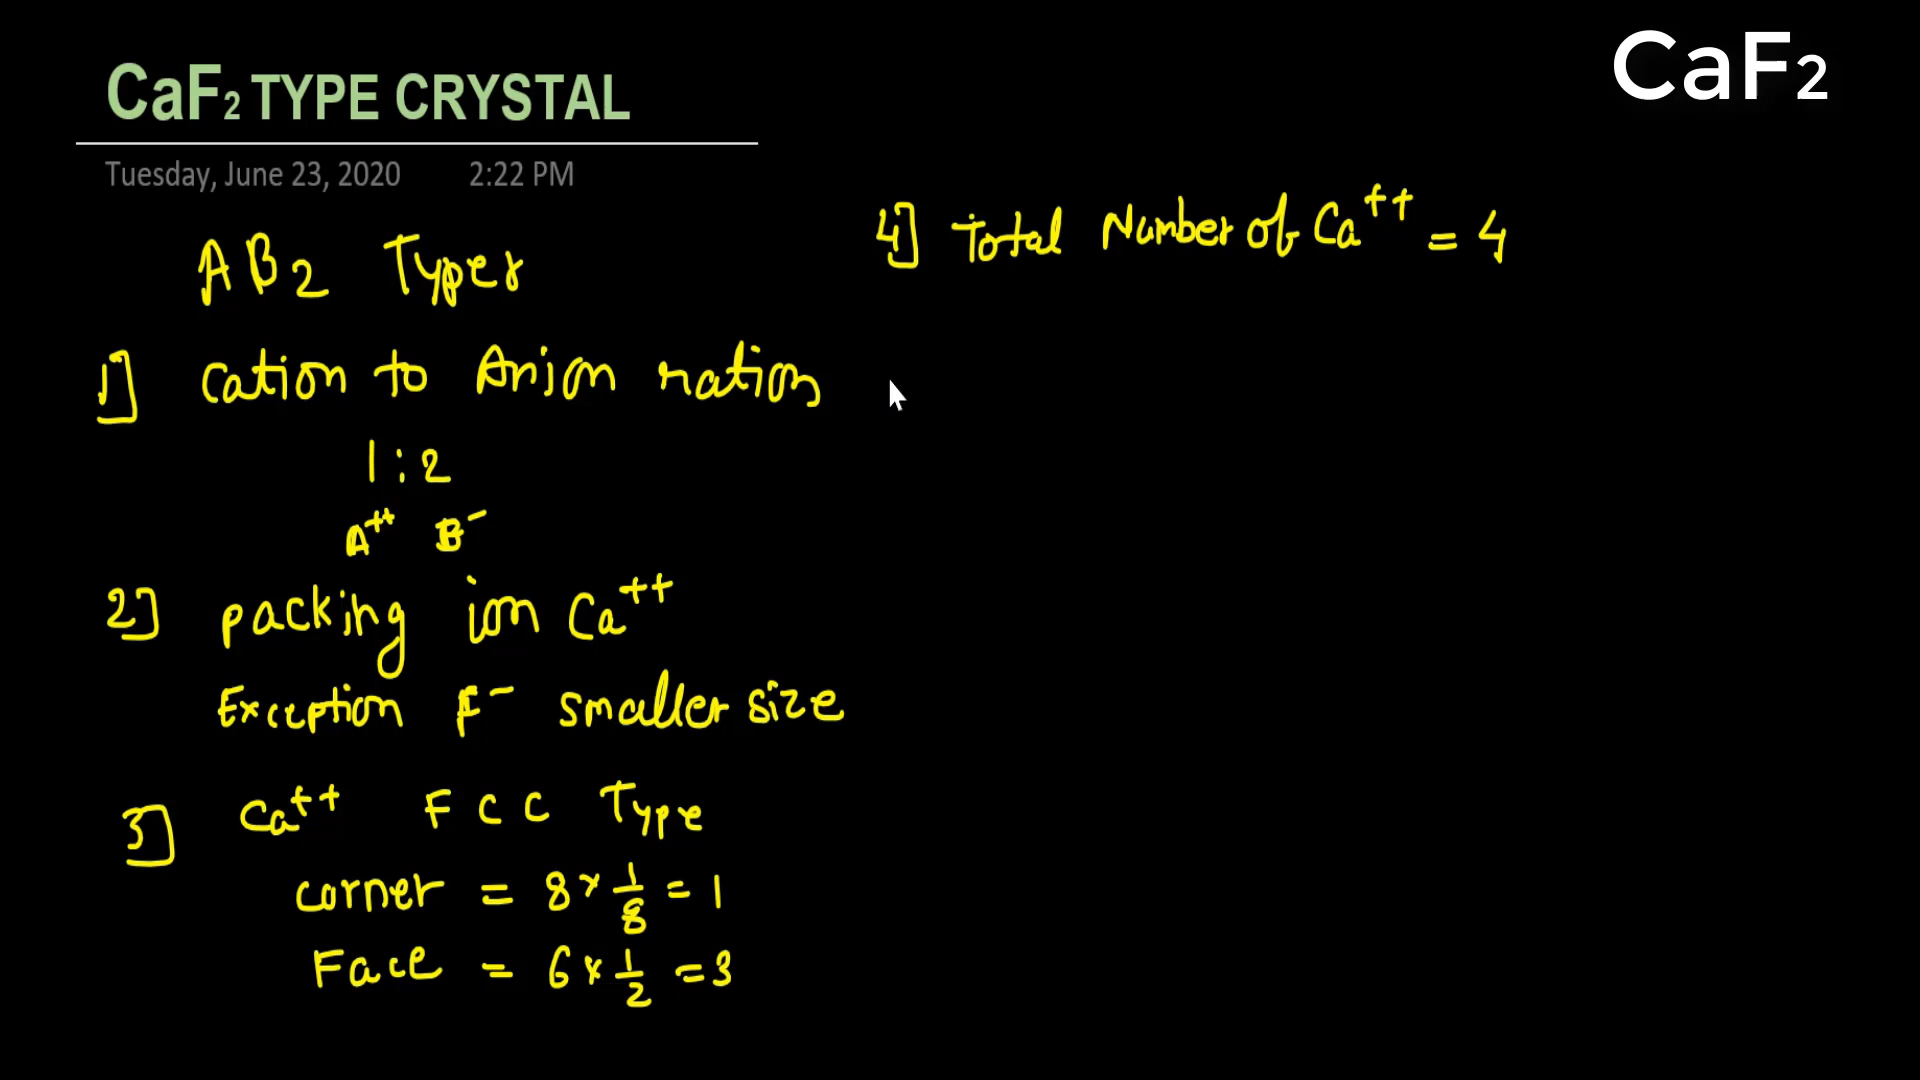 CaF₂ TYPE CRYSTAL
CaF₂
Tuesday, June 23, 2020 2:22 PM
AB₂ Types
1] cation to Anion ration
1 : 2
A⁺⁺ B⁻
2] packing ion Ca⁺⁺
Exception F⁻ smaller size
3] Ca⁺⁺ FCC Type
corner = 8 × 1/8 = 1
Face = 6 × 1/2 = 3
4] Total Number of Ca⁺⁺ = 4